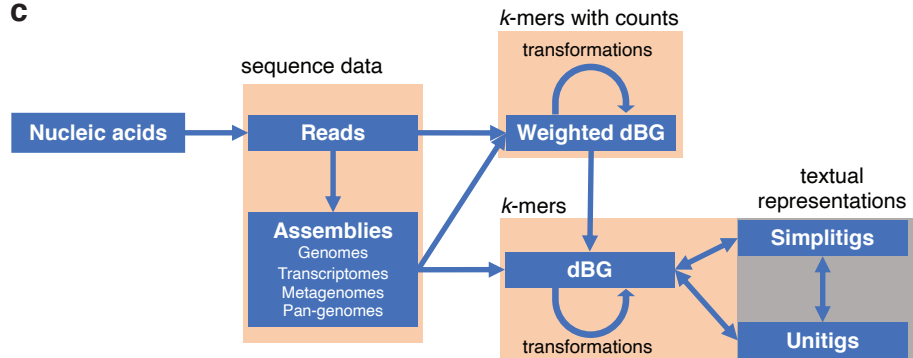 c
k-mers with counts
transformations
sequence data
Nucleic acids
Reads
Weighted dBG
textual
representations
k-mers
Assemblies
Genomes
Transcriptomes
Metagenomes
Pan-genomes
Simplitigs
dBG
Unitigs
transformations